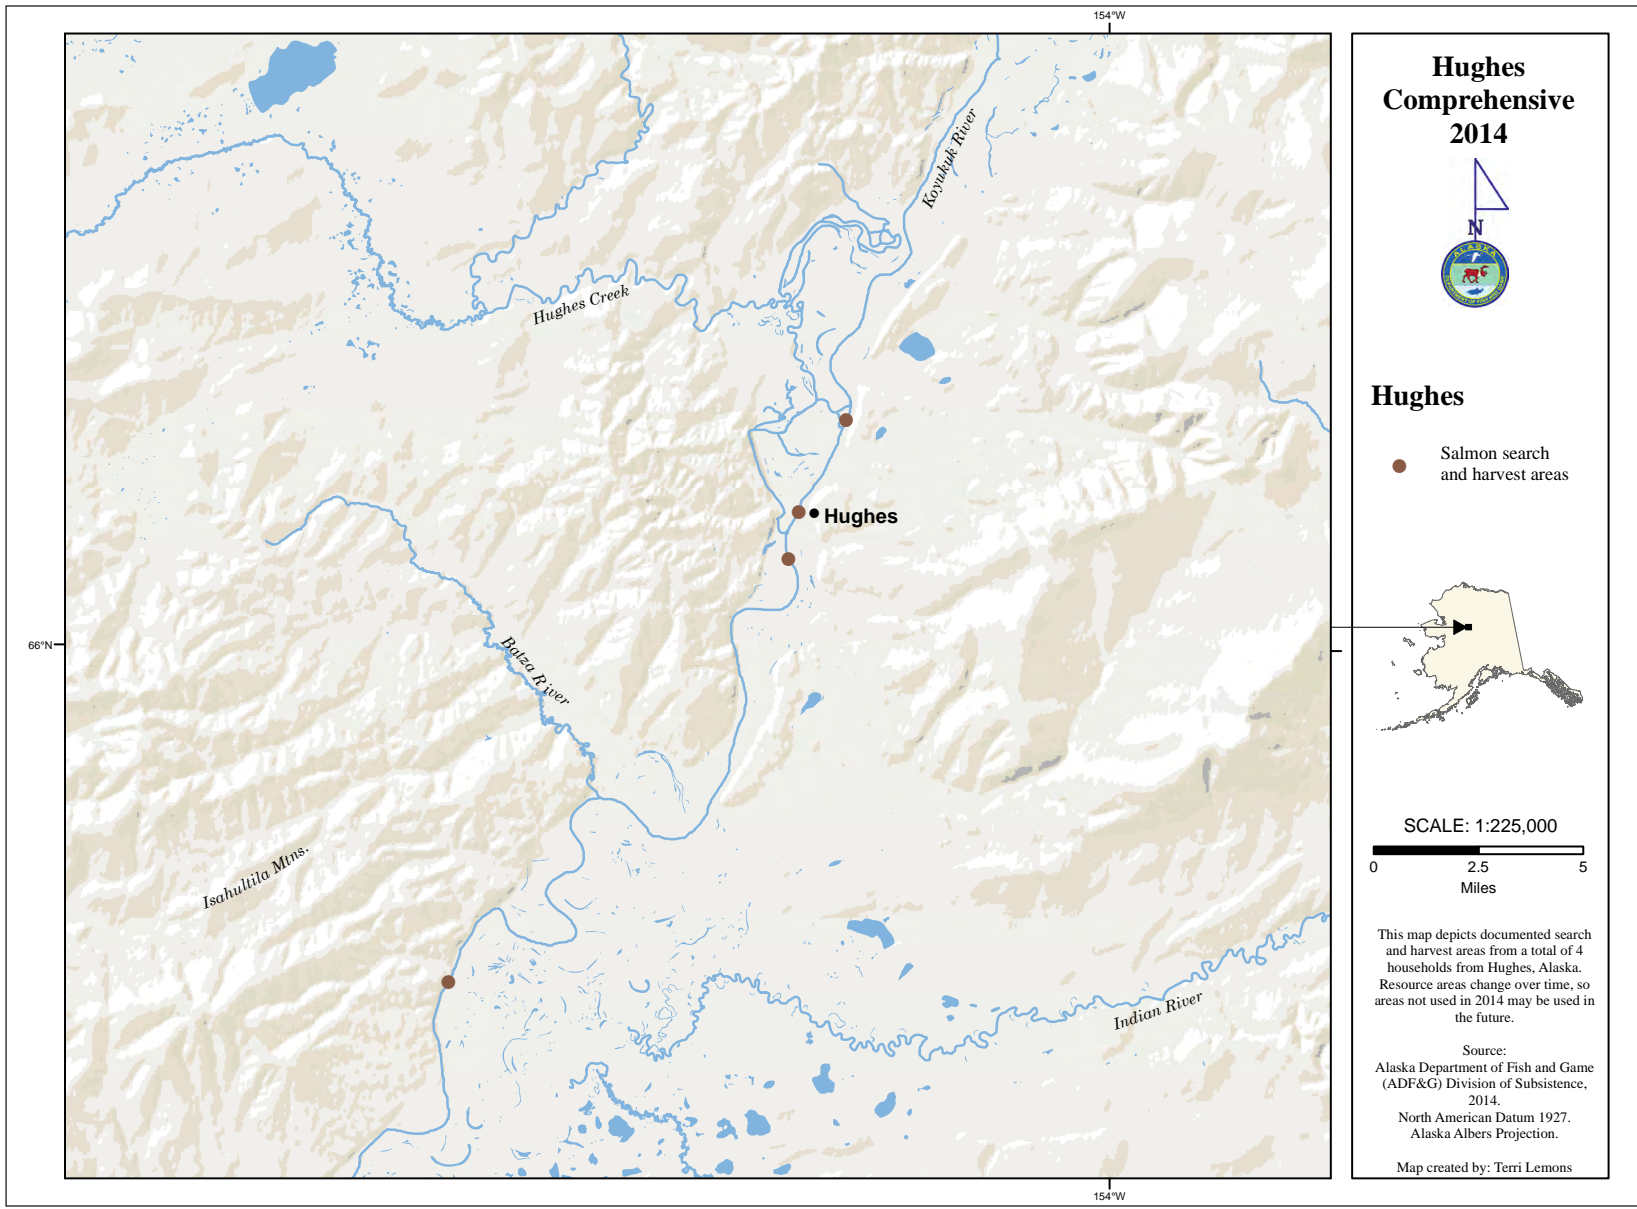 154°W
Koyukuk River
Hughes Creek
Hughes
66°N
Batza River
Isahultila Mtns.
Indian River
154°W
Hughes
Comprehensive
2014
N
ALASKA
Hughes
Salmon search
and harvest areas
SCALE: 1:225,000
0 2.5 5
Miles
This map depicts documented search
and harvest areas from a total of 4
households from Hughes, Alaska.
Resource areas change over time, so
areas not used in 2014 may be used in
the future.
Source:
Alaska Department of Fish and Game
(ADF&G) Division of Subsistence,
2014.
North American Datum 1927.
Alaska Albers Projection.
Map created by: Terri Lemons